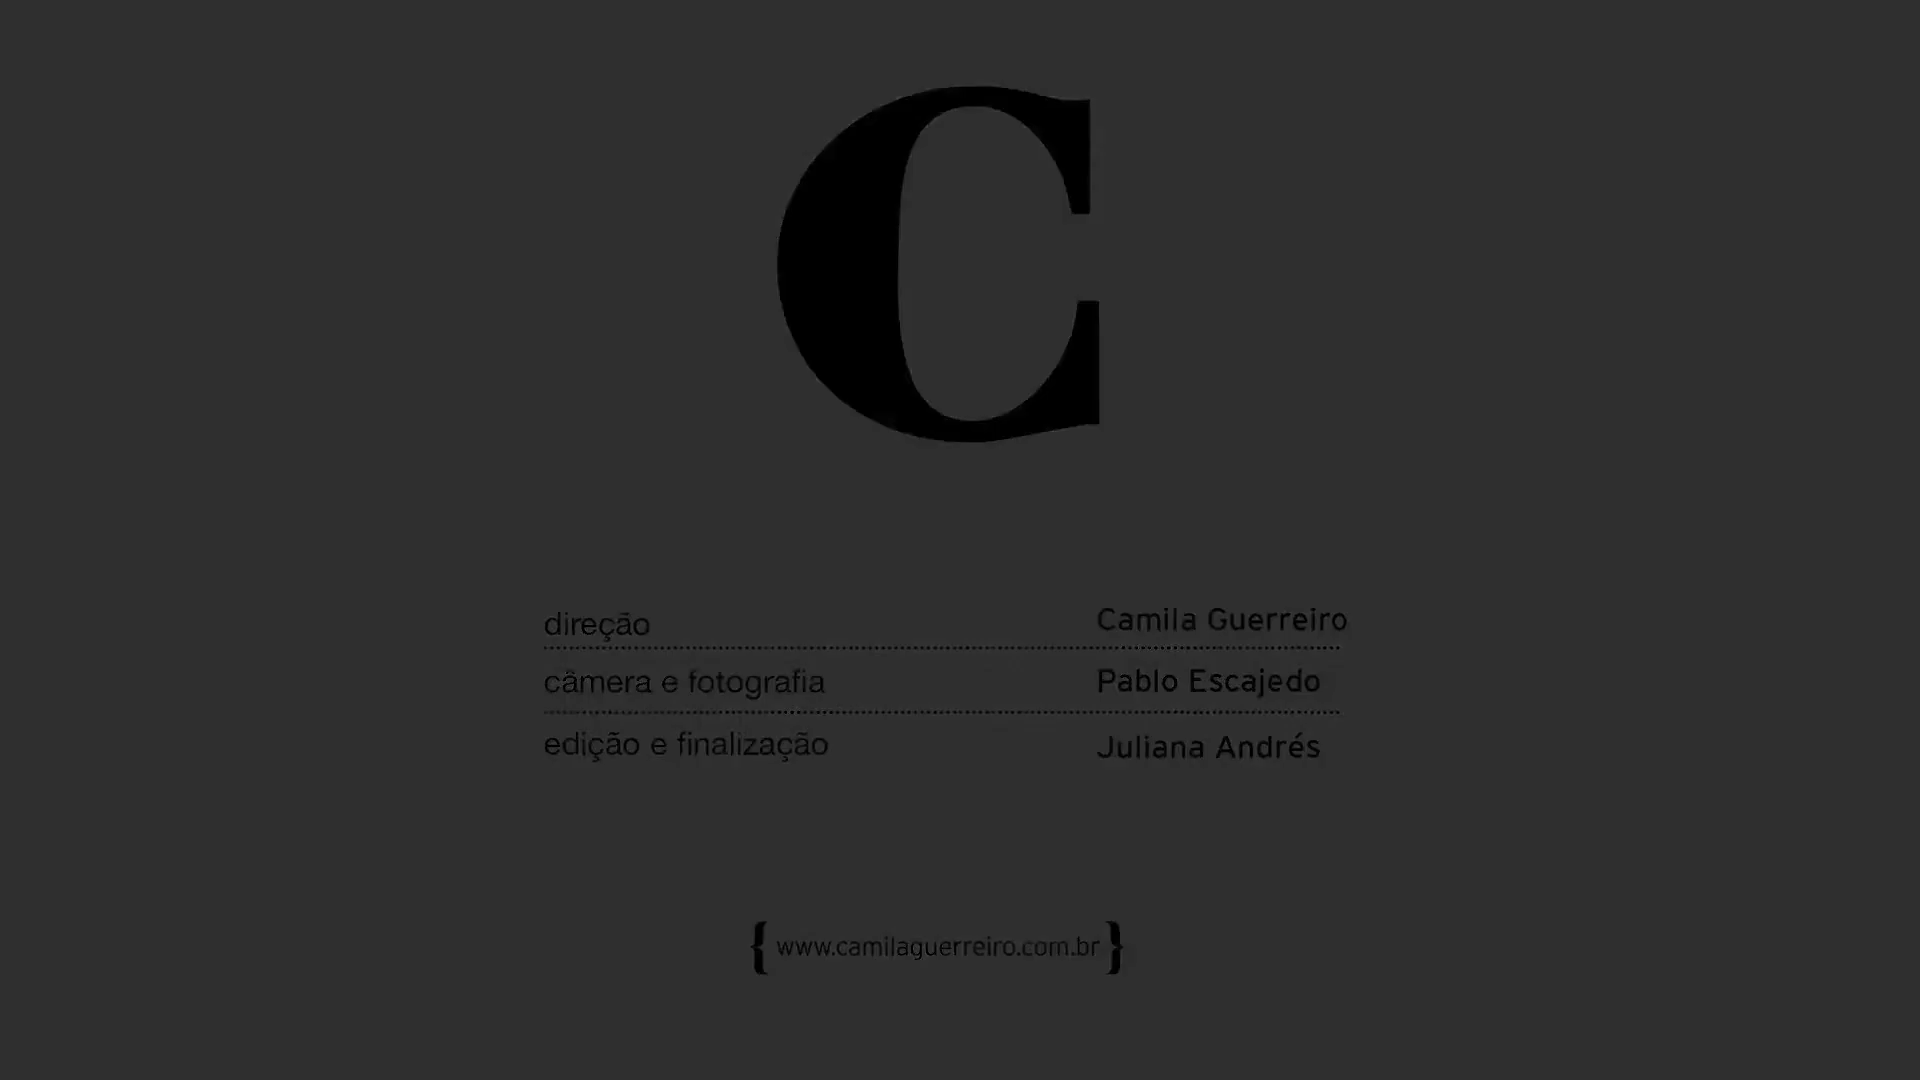 C
direção Camila Guerreiro
câmera e fotografia Pablo Escajedo
edição e finalização Juliana Andrés
{ www.camilaguerreiro.com.br }